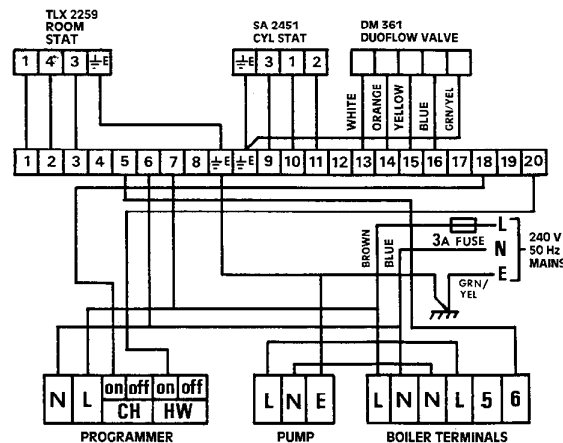 TLX 2259
ROOM
STAT
SA 2451
CYL STAT
DM 361
DUOFLOW VALVE
1 4 3 E
E 3 1 2
WHITE
ORANGE
YELLOW
BLUE
GRN/YEL
1 2 3 4 5 6 7 8 E E 9 10 11 12 13 14 15 16 17 18 19 20
BROWN
BLUE
3A FUSE
L
N
E
240 V
50 Hz
MAINS
GRN/
YEL
N L on off on off
CH HW
L N E
L N N L 5 6
PROGRAMMER
PUMP
BOILER TERMINALS